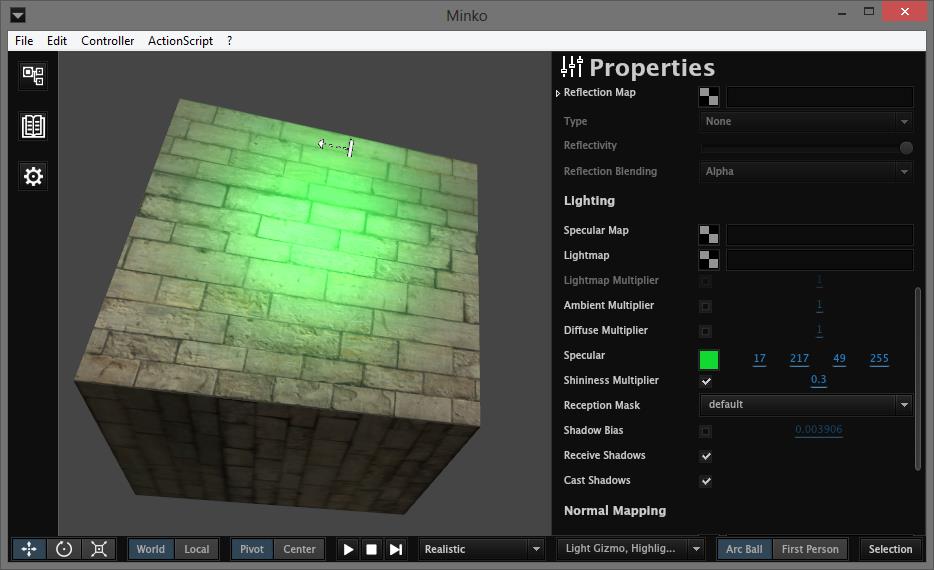 Minko
File Edit Controller ActionScript ?
Properties
Reflection Map
Type None
Reflectivity
Reflection Blending Alpha
Lighting
Specular Map
Lightmap
Lightmap Multiplier 1
Ambient Multiplier 1
Diffuse Multiplier 1
Specular 17 217 49 255
Shininess Multiplier 0.3
Reception Mask default
Shadow Bias 0.003906
Receive Shadows
Cast Shadows
Normal Mapping
World Local Pivot Center Realistic Light Gizmo, Highlig... Arc Ball First Person Selection